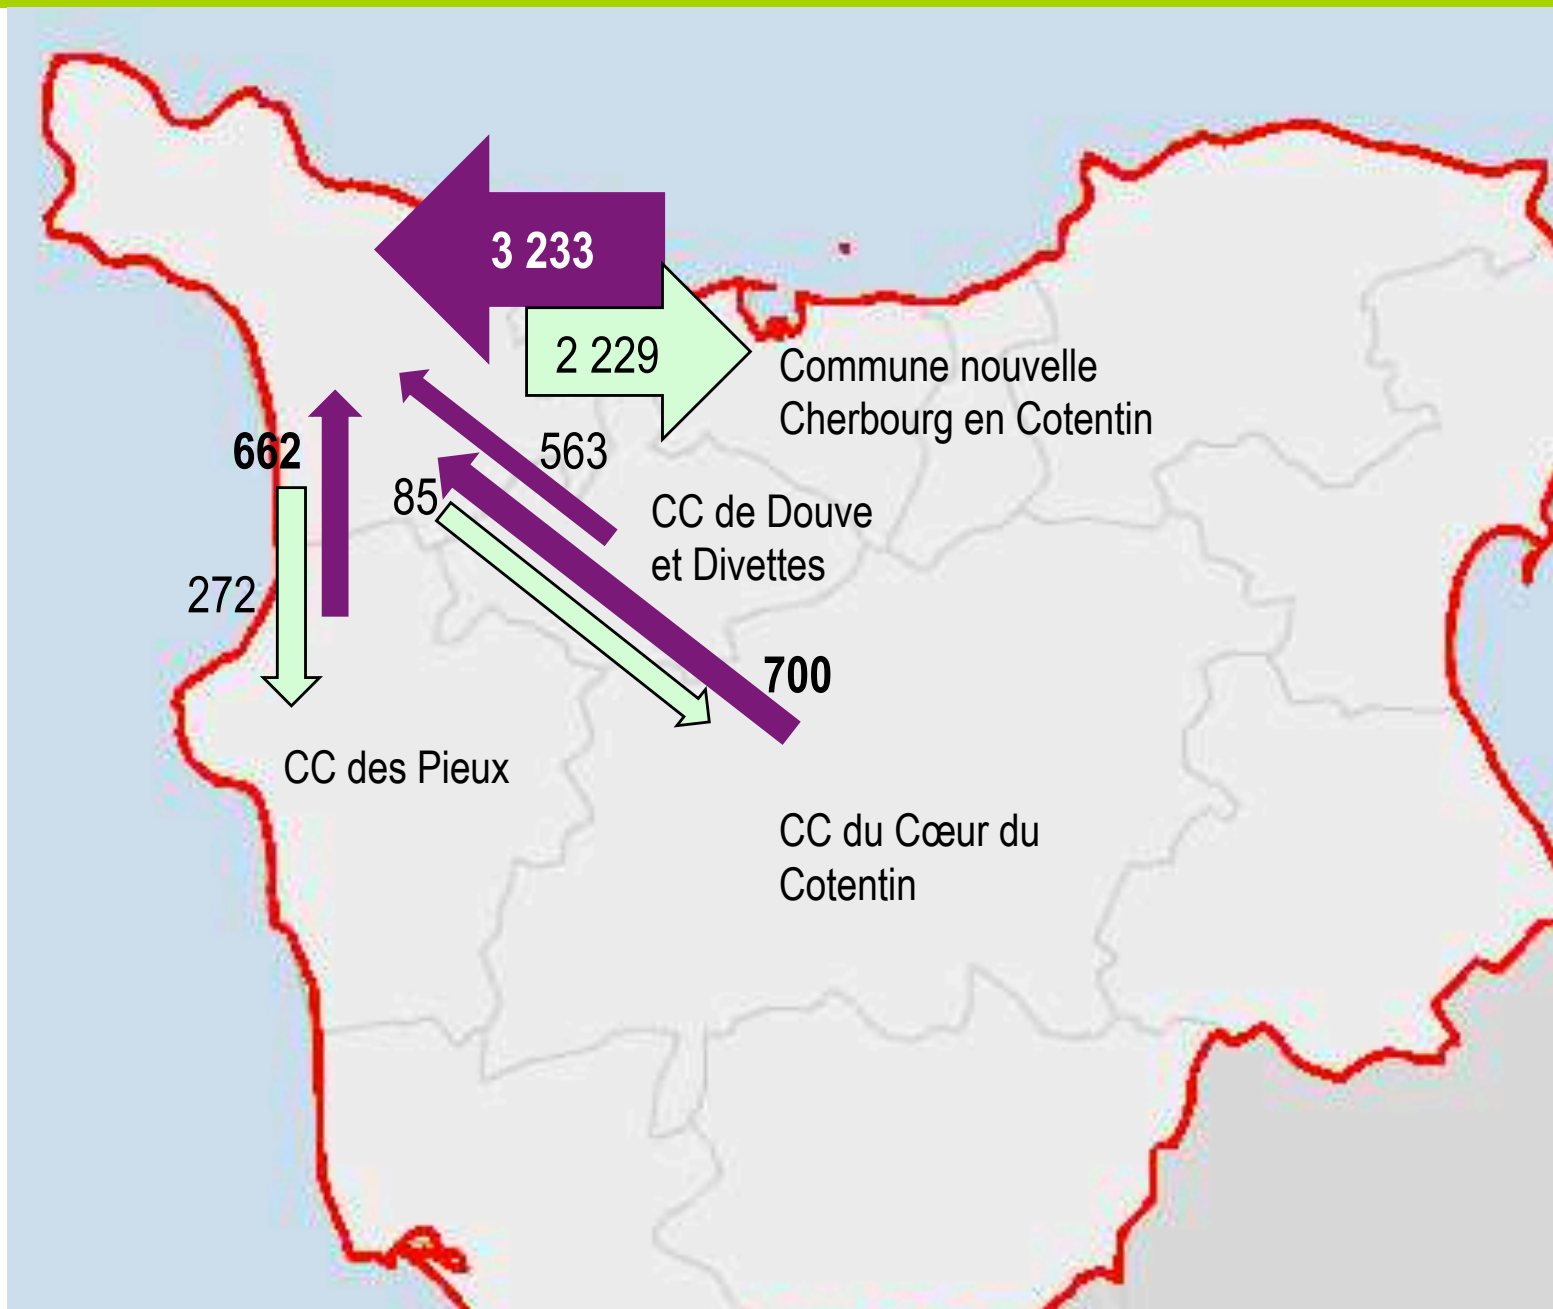 3 233
2 229
Commune nouvelle
Cherbourg en Cotentin
662
563
85
CC de Douve
et Divettes
272
700
CC des Pieux
CC du Cœur du
Cotentin